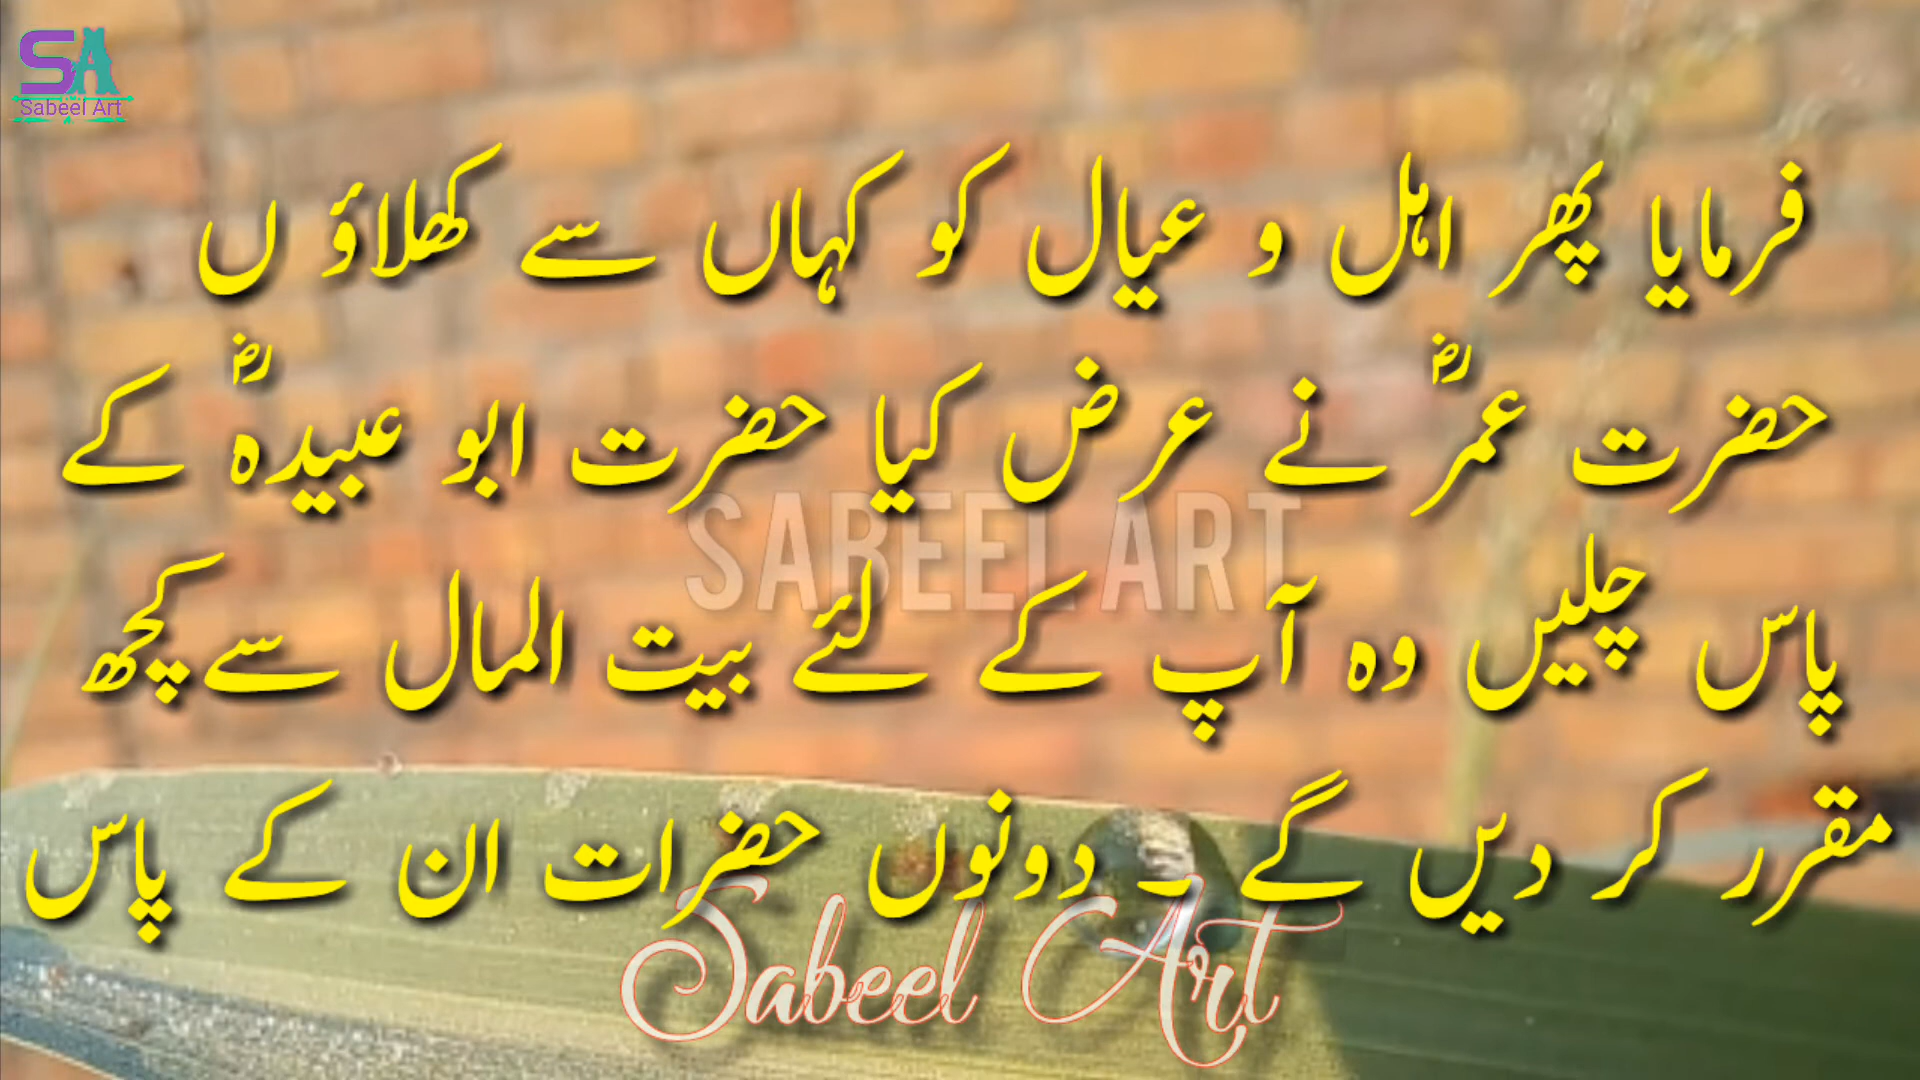 SA
Sabeel Art
فرمایا پھر اہل و عیال کو کہاں سے کھلاؤ ں
حضرت عمرؓ نے عرض کیا حضرت ابو عبیدہؓ کے
SABEEL ART
پاس چلیں وہ آپ کے لئے بیت المال سے کچھ
مقرر کر دیں گے ۔ دونوں حضرات ان کے پاس
Sabeel Art